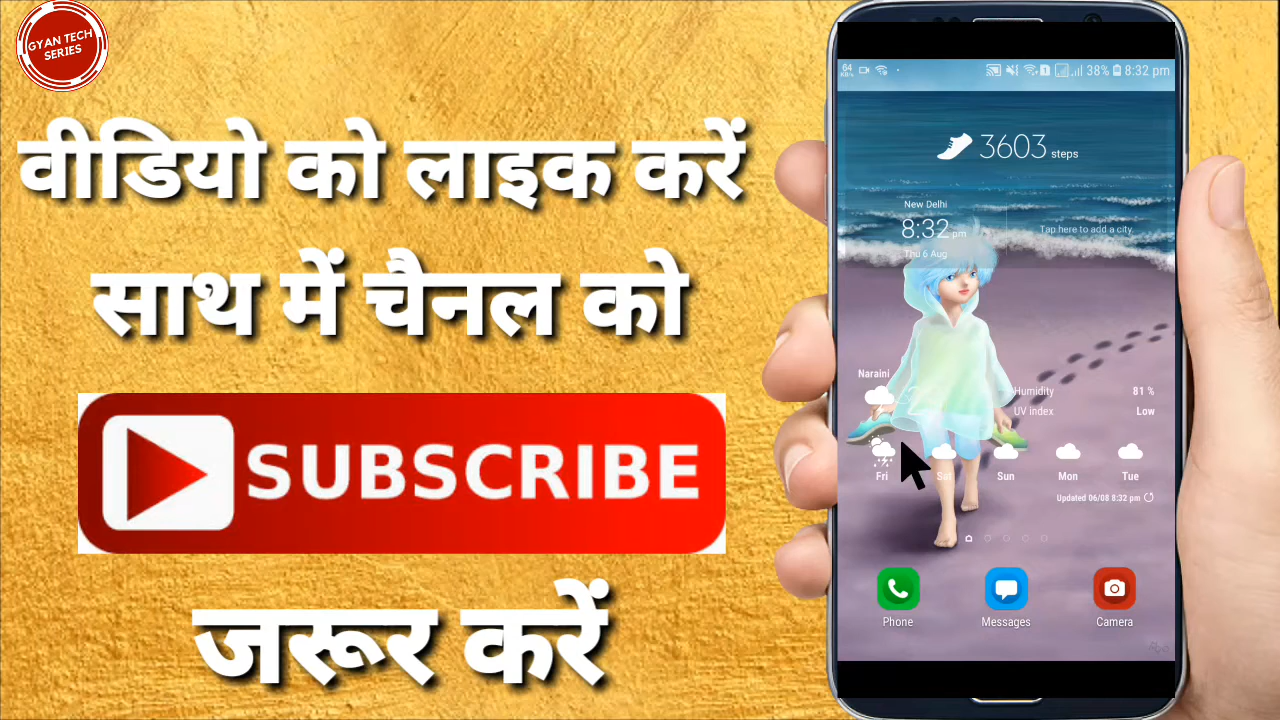 GYAN TECH
SERIES
वीडियो को लाइक करें
साथ में चैनल को
SUBSCRIBE
जरूर करें
64
KB/s
38% 8:32 pm
3603 steps
New Delhi
8:32 pm
Thu 6 Aug
Tap here to add a city.
Naraini
Humidity 81 %
UV index Low
Fri Sat Sun Mon Tue
Updated 06/08 8:32 pm
Phone Messages Camera